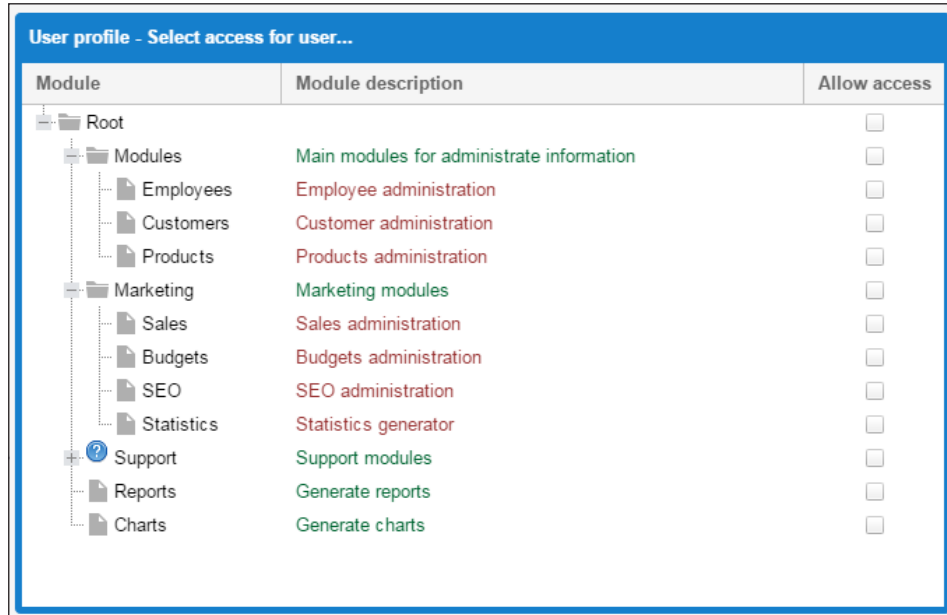 User profile - Select access for user...
Module Module description Allow access
Root
Modules Main modules for administrate information
Employees Employee administration
Customers Customer administration
Products Products administration
Marketing Marketing modules
Sales Sales administration
Budgets Budgets administration
SEO SEO administration
Statistics Statistics generator
Support Support modules
Reports Generate reports
Charts Generate charts